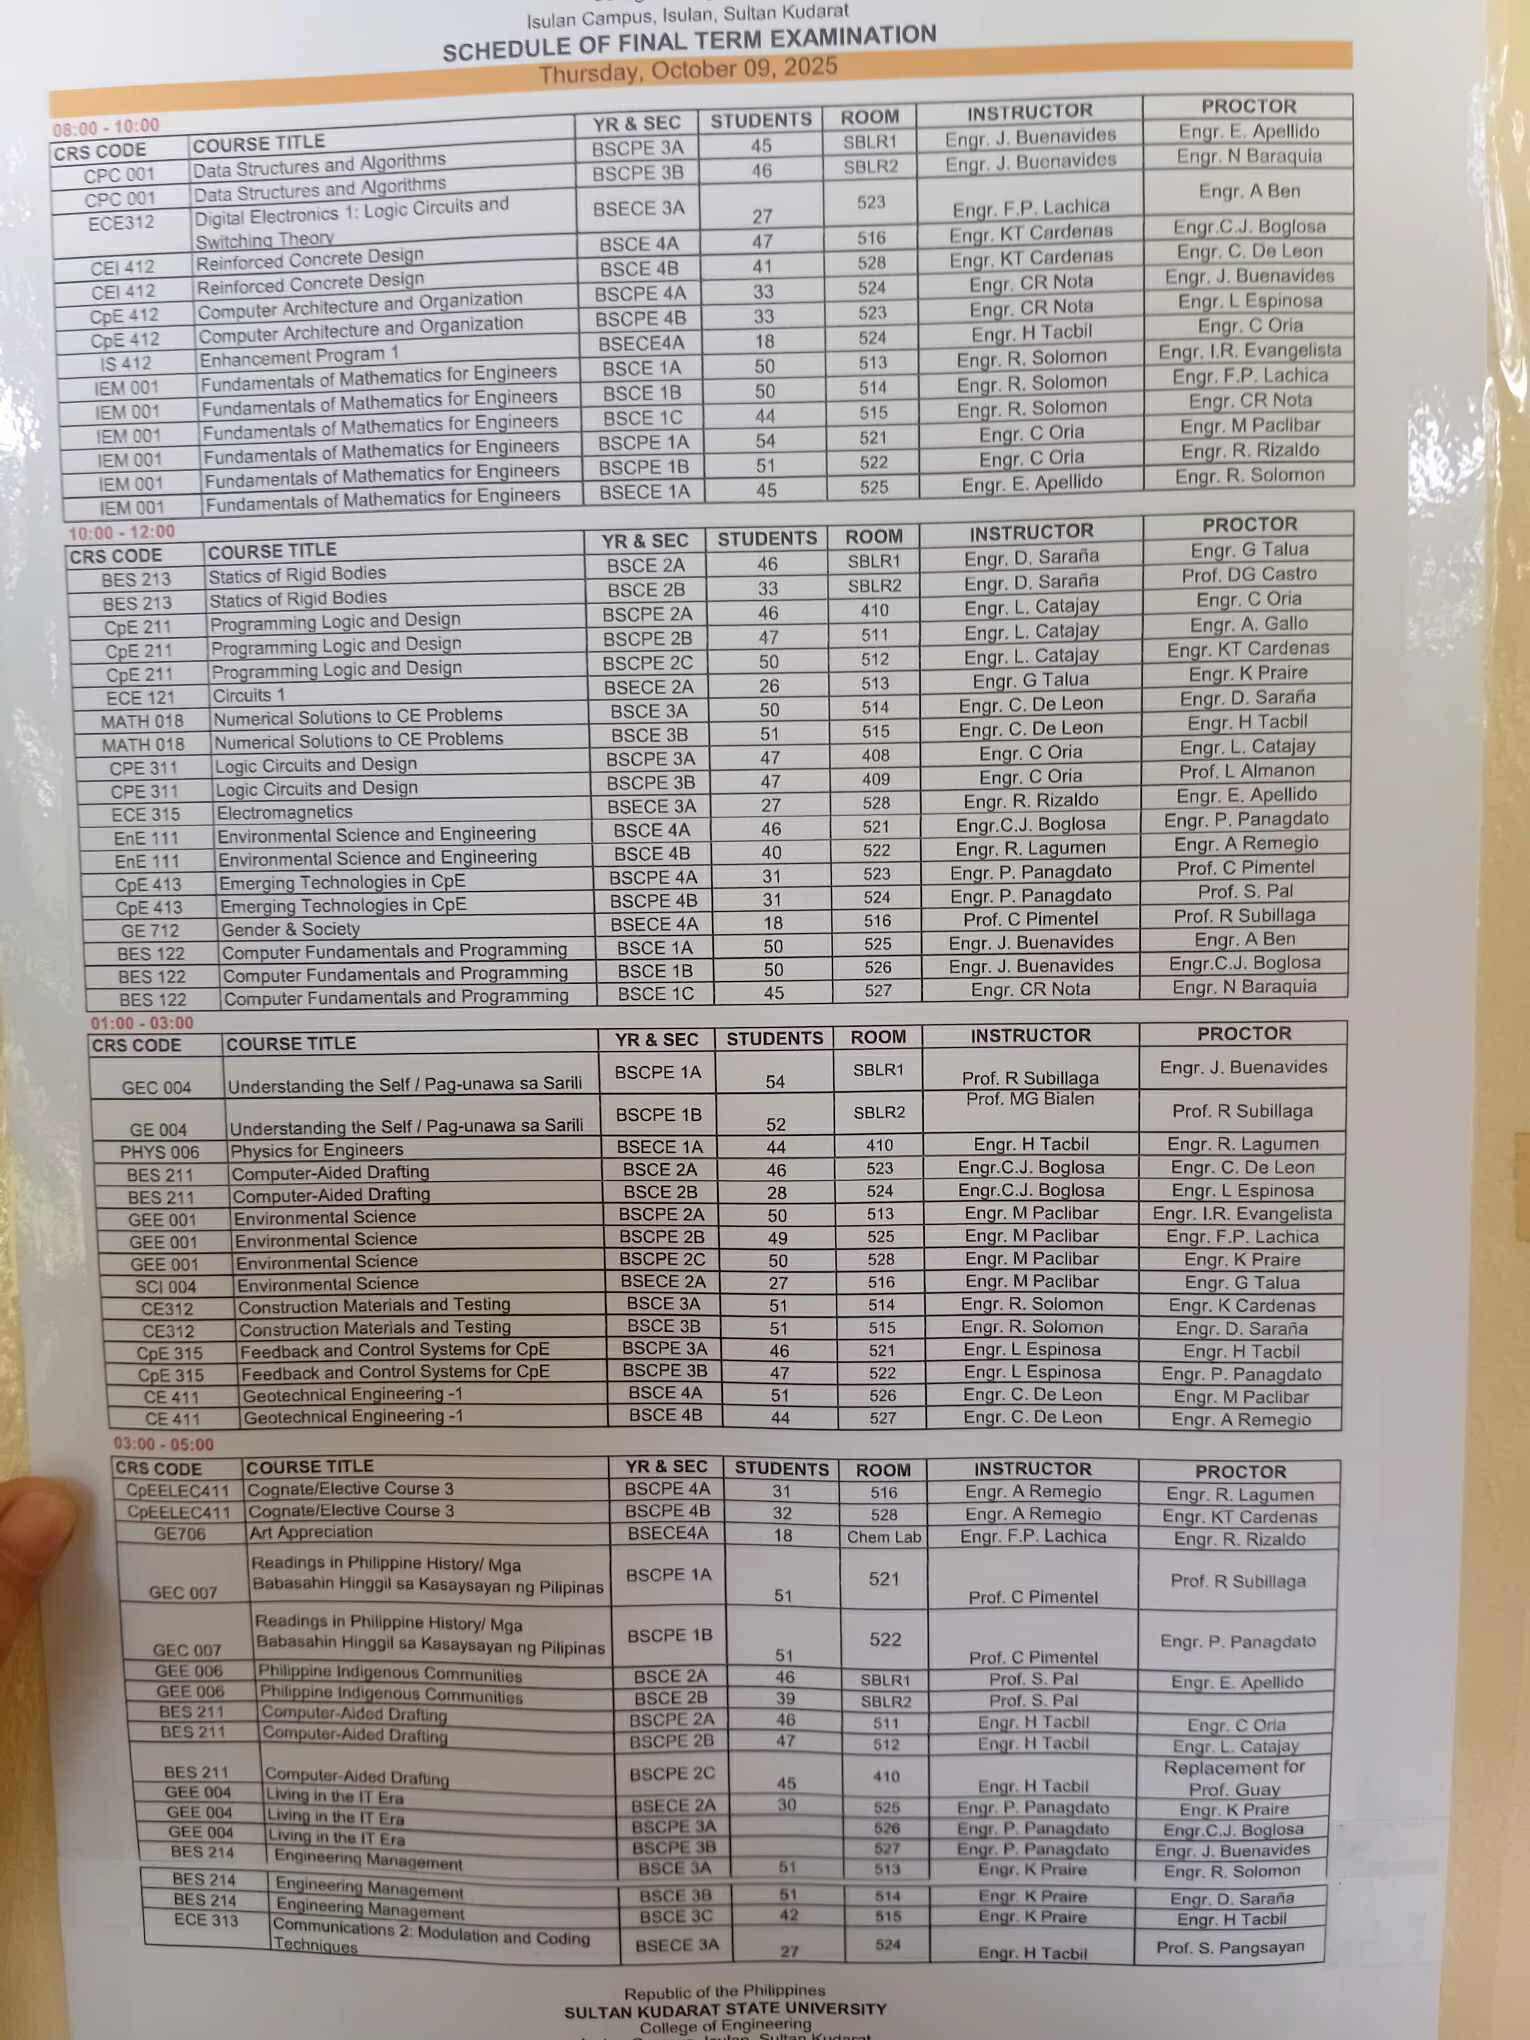 Isulan Campus, Isulan, Sultan Kudarat
SCHEDULE OF FINAL TERM EXAMINATION
Thursday, October 09, 2025
08:00 - 10:00
CRS CODE COURSE TITLE YR & SEC STUDENTS ROOM INSTRUCTOR PROCTOR
CPC 001 Data Structures and Algorithms BSCPE 3A 45 SBLR1 Engr. J. Buenavides Engr. E. Apellido
CPC 001 Data Structures and Algorithms BSCPE 3B 46 SBLR2 Engr. J. Buenavides Engr. N Baraquia
ECE312 Digital Electronics 1: Logic Circuits and Switching Theory BSECE 3A 27 523 Engr. F.P. Lachica Engr. A Ben
CEI 412 Reinforced Concrete Design BSCE 4A 47 516 Engr. KT Cardenas Engr.C.J. Boglosa
CEI 412 Reinforced Concrete Design BSCE 4B 41 528 Engr. KT Cardenas Engr. C. De Leon
CpE 412 Computer Architecture and Organization BSCPE 4A 33 524 Engr. CR Nota Engr. J. Buenavides
CpE 412 Computer Architecture and Organization BSCPE 4B 33 523 Engr. CR Nota Engr. L Espinosa
IS 412 Enhancement Program 1 BSECE4A 18 524 Engr. H Tacbil Engr. C Oria
IEM 001 Fundamentals of Mathematics for Engineers BSCE 1A 50 513 Engr. R. Solomon Engr. I.R. Evangelista
IEM 001 Fundamentals of Mathematics for Engineers BSCE 1B 50 514 Engr. R. Solomon Engr. F.P. Lachica
IEM 001 Fundamentals of Mathematics for Engineers BSCE 1C 44 515 Engr. R. Solomon Engr. CR Nota
IEM 001 Fundamentals of Mathematics for Engineers BSCPE 1A 54 521 Engr. C Oria Engr. M Paclibar
IEM 001 Fundamentals of Mathematics for Engineers BSCPE 1B 51 522 Engr. C Oria Engr. R. Rizaldo
IEM 001 Fundamentals of Mathematics for Engineers BSECE 1A 45 525 Engr. E. Apellido Engr. R. Solomon
10:00 - 12:00
CRS CODE COURSE TITLE YR & SEC STUDENTS ROOM INSTRUCTOR PROCTOR
BES 213 Statics of Rigid Bodies BSCE 2A 46 SBLR1 Engr. D. Saraña Engr. G Talua
BES 213 Statics of Rigid Bodies BSCE 2B 33 SBLR2 Engr. D. Saraña Prof. DG Castro
CpE 211 Programming Logic and Design BSCPE 2A 46 410 Engr. L. Catajay Engr. C Oria
CpE 211 Programming Logic and Design BSCPE 2B 47 511 Engr. L. Catajay Engr. A. Gallo
CpE 211 Programming Logic and Design BSCPE 2C 50 512 Engr. L. Catajay Engr. KT Cardenas
ECE 121 Circuits 1 BSECE 2A 26 513 Engr. G Talua Engr. K Praire
MATH 018 Numerical Solutions to CE Problems BSCE 3A 50 514 Engr. C. De Leon Engr. D. Saraña
MATH 018 Numerical Solutions to CE Problems BSCE 3B 51 515 Engr. C. De Leon Engr. H Tacbil
CPE 311 Logic Circuits and Design BSCPE 3A 47 408 Engr. C Oria Engr. L. Catajay
CPE 311 Logic Circuits and Design BSCPE 3B 47 409 Engr. C Oria Prof. L Almanon
ECE 315 Electromagnetics BSECE 3A 27 528 Engr. R. Rizaldo Engr. E. Apellido
EnE 111 Environmental Science and Engineering BSCE 4A 46 521 Engr.C.J. Boglosa Engr. P. Panagdato
EnE 111 Environmental Science and Engineering BSCE 4B 40 522 Engr. R. Lagumen Engr. A Remegio
CpE 413 Emerging Technologies in CpE BSCPE 4A 31 523 Engr. P. Panagdato Prof. C Pimentel
CpE 413 Emerging Technologies in CpE BSCPE 4B 31 524 Engr. P. Panagdato Prof. S. Pal
GE 712 Gender & Society BSECE 4A 18 516 Prof. C Pimentel Prof. R Subillaga
BES 122 Computer Fundamentals and Programming BSCE 1A 50 525 Engr. J. Buenavides Engr. A Ben
BES 122 Computer Fundamentals and Programming BSCE 1B 50 526 Engr. J. Buenavides Engr.C.J. Boglosa
BES 122 Computer Fundamentals and Programming BSCE 1C 45 527 Engr. CR Nota Engr. N Baraquia
01:00 - 03:00
CRS CODE COURSE TITLE YR & SEC STUDENTS ROOM INSTRUCTOR PROCTOR
GEC 004 Understanding the Self / Pag-unawa sa Sarili BSCPE 1A 54 SBLR1 Prof. R Subillaga Engr. J. Buenavides
GE 004 Understanding the Self / Pag-unawa sa Sarili BSCPE 1B 52 SBLR2 Prof. MG Bialen Prof. R Subillaga
PHYS 006 Physics for Engineers BSECE 1A 44 410 Engr. H Tacbil Engr. R. Lagumen
BES 211 Computer-Aided Drafting BSCE 2A 46 523 Engr.C.J. Boglosa Engr. C. De Leon
BES 211 Computer-Aided Drafting BSCE 2B 28 524 Engr.C.J. Boglosa Engr. L Espinosa
GEE 001 Environmental Science BSCPE 2A 50 513 Engr. M Paclibar Engr. I.R. Evangelista
GEE 001 Environmental Science BSCPE 2B 49 525 Engr. M Paclibar Engr. F.P. Lachica
GEE 001 Environmental Science BSCPE 2C 50 528 Engr. M Paclibar Engr. K Praire
SCI 004 Environmental Science BSECE 2A 27 516 Engr. M Paclibar Engr. G Talua
CE312 Construction Materials and Testing BSCE 3A 51 514 Engr. R. Solomon Engr. K Cardenas
CE312 Construction Materials and Testing BSCE 3B 51 515 Engr. R. Solomon Engr. D. Saraña
CpE 315 Feedback and Control Systems for CpE BSCPE 3A 46 521 Engr. L Espinosa Engr. H Tacbil
CpE 315 Feedback and Control Systems for CpE BSCPE 3B 47 522 Engr. L Espinosa Engr. P. Panagdato
CE 411 Geotechnical Engineering -1 BSCE 4A 51 526 Engr. C. De Leon Engr. M Paclibar
CE 411 Geotechnical Engineering -1 BSCE 4B 44 527 Engr. C. De Leon Engr. A Remegio
03:00 - 05:00
CRS CODE COURSE TITLE YR & SEC STUDENTS ROOM INSTRUCTOR PROCTOR
CpEELEC411 Cognate/Elective Course 3 BSCPE 4A 31 516 Engr. A Remegio Engr. R. Lagumen
CpEELEC411 Cognate/Elective Course 3 BSCPE 4B 32 528 Engr. A Remegio Engr. KT Cardenas
GE706 Art Appreciation BSECE4A 18 Chem Lab Engr. F.P. Lachica Engr. R. Rizaldo
GEC 007 Readings in Philippine History/ Mga Babasahin Hinggil sa Kasaysayan ng Pilipinas BSCPE 1A 51 521 Prof. C Pimentel Prof. R Subillaga
GEC 007 Readings in Philippine History/ Mga Babasahin Hinggil sa Kasaysayan ng Pilipinas BSCPE 1B 51 522 Prof. C Pimentel Engr. P. Panagdato
GEE 006 Philippine Indigenous Communities BSCE 2A 46 SBLR1 Prof. S. Pal Engr. E. Apellido
GEE 006 Philippine Indigenous Communities BSCE 2B 39 SBLR2 Prof. S. Pal
BES 211 Computer-Aided Drafting BSCPE 2A 46 511 Engr. H Tacbil Engr. C Oria
BES 211 Computer-Aided Drafting BSCPE 2B 47 512 Engr. H Tacbil Engr. L. Catajay
BES 211 Computer-Aided Drafting BSCPE 2C 45 410 Engr. H Tacbil Replacement for Prof. Guay
GEE 004 Living in the IT Era BSECE 2A 30 525 Engr. P. Panagdato Engr. K Praire
GEE 004 Living in the IT Era BSCPE 3A 526 Engr. P. Panagdato Engr.C.J. Boglosa
GEE 004 Living in the IT Era BSCPE 3B 527 Engr. P. Panagdato Engr. J. Buenavides
BES 214 Engineering Management BSCE 3A 51 513 Engr. K Praire Engr. R. Solomon
BES 214 Engineering Management BSCE 3B 51 514 Engr. K Praire Engr. D. Saraña
BES 214 Engineering Management BSCE 3C 42 515 Engr. K Praire Engr. H Tacbil
ECE 313 Communications 2: Modulation and Coding Techniques BSECE 3A 27 524 Engr. H Tacbil Prof. S. Pangsayan
Republic of the Philippines
SULTAN KUDARAT STATE UNIVERSITY
College of Engineering
Sultan Kudarat